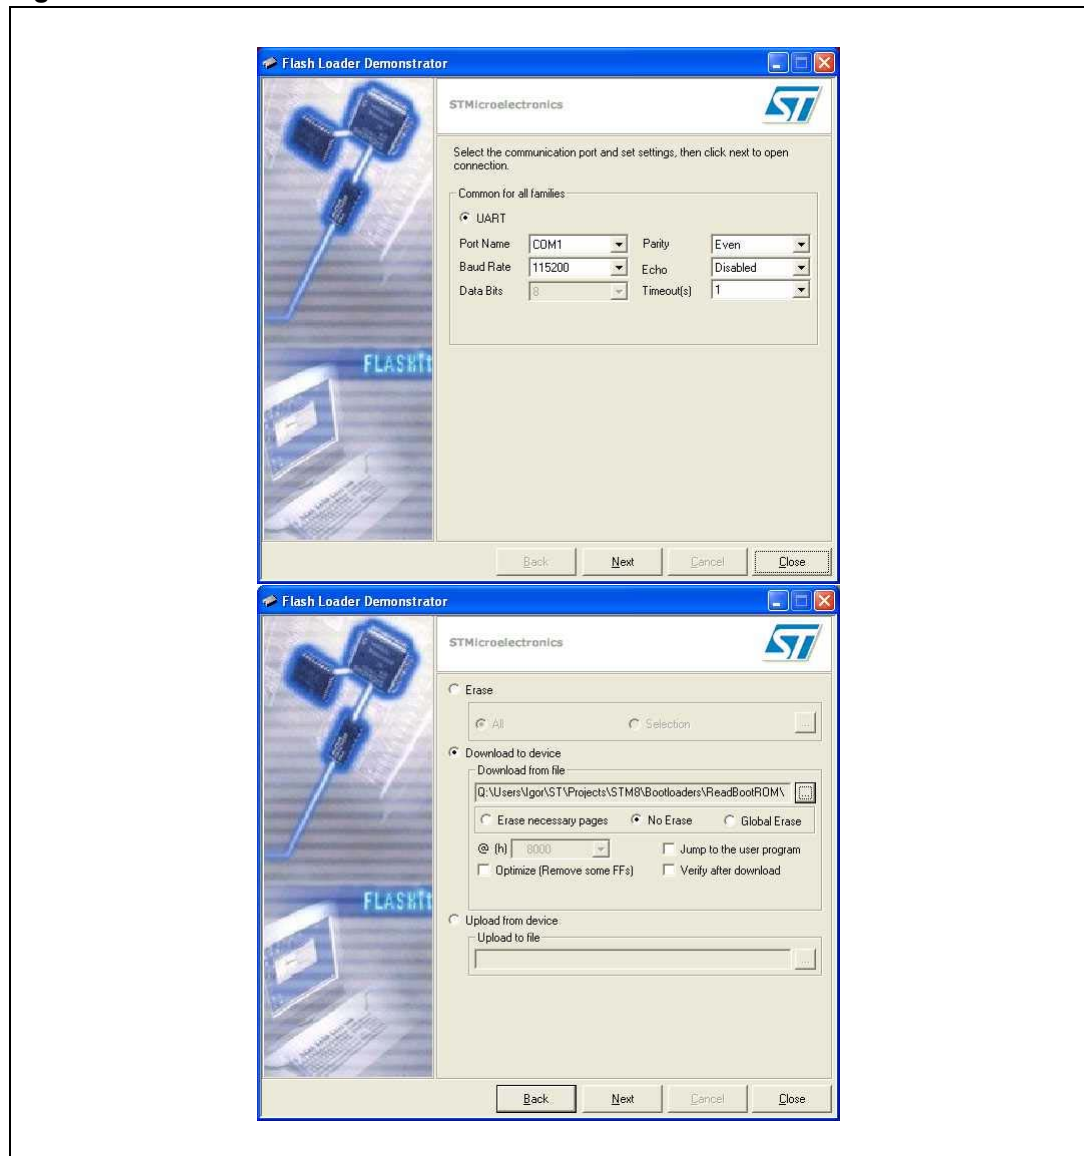 Flash Loader Demonstrator
STMicroelectronics
ST
Select the communication port and set settings, then click next to open
connection.
Common for all families
UART
Port Name COM1 Parity Even
Baud Rate 115200 Echo Disabled
Data Bits 8 Timeout(s) 1
FLASHit
Back Next Cancel Close
Flash Loader Demonstrator
STMicroelectronics
ST
Erase
All Selection ...
Download to device
Download from file
Q:\Users\Igor\ST\Projects\STM8\Bootloaders\ReadBootROM\ ...
Erase necessary pages No Erase Global Erase
@ (h) 8000 Jump to the user program
Optimize (Remove some FFs) Verify after download
FLASHit
Upload from device
Upload to file
...
Back Next Cancel Close